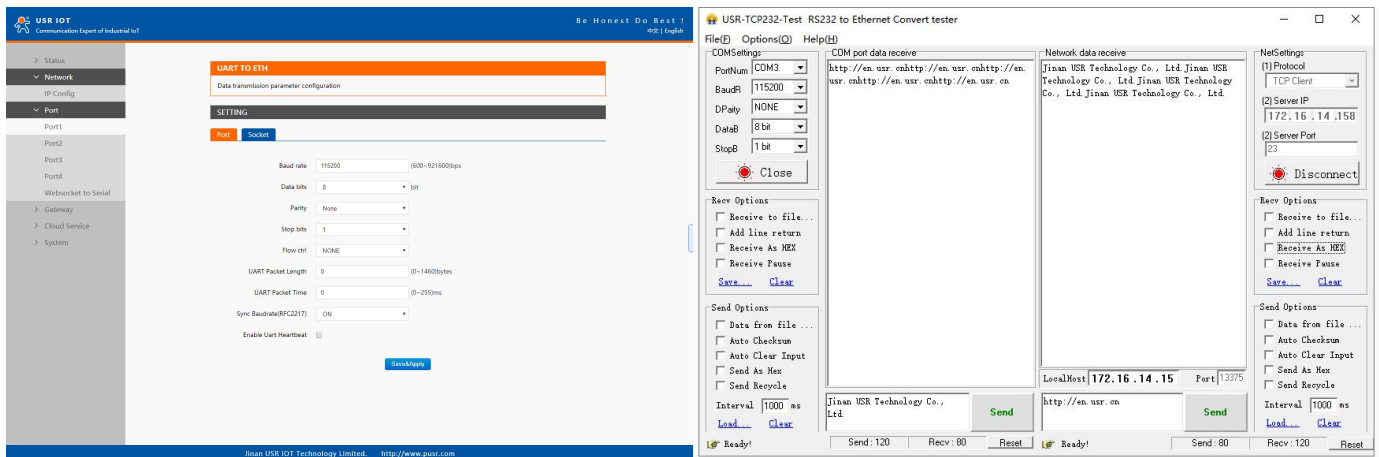 USR IOT
Communication Expert of Industrial IoT
Be Honest Do Best !
中文 | English
Status
Network
IP Config
Port
Port1
Port2
Port3
Port4
Websocket to Serial
Gateway
Cloud Service
System
UART TO ETH
Data transmission parameter configuration
SETTING
Port Socket
Baud rate 115200 (600~921600)bps
Data bits 8 bit
Parity None
Stop bits 1
Flow ctrl NONE
UART Packet Length 0 (0~1460)bytes
UART Packet Time 0 (0~255)ms
Sync Baudrate(RFC2217) ON
Enable Uart Heartbeat
Save&Apply
Jinan USR IOT Technology Limited. http://www.pusr.com
USR-TCP232-Test RS232 to Ethernet Convert tester
File(F) Options(O) Help(H)
COMSettings
PortNum COM3
BaudR 115200
DPaity NONE
DataB 8 bit
StopB 1 bit
Close
Recv Options
Receive to file...
Add line return
Receive As HEX
Receive Pause
Save... Clear
Send Options
Data from file ...
Auto Checksum
Auto Clear Input
Send As Hex
Send Recycle
Interval 1000 ms
Load... Clear
COM port data receive
http://en.usr.cnhttp://en.usr.cnhttp://en.
usr.cnhttp://en.usr.cn
Jinan USR Technology Co.,
Ltd.
Send
Network data receive
Jinan USR Technology Co., Ltd.Jinan USR
Technology Co., Ltd.Jinan USR Technology
Co., Ltd.Jinan USR Technology Co., Ltd.
LocalHost 172.16.14.15 Port 13375
http://en.usr.cn
Send
NetSettings
(1) Protocol
TCP Client
(2) Server IP
172.16.14.158
(2) Server Port
23
Disconnect
Recv Options
Receive to file...
Add line return
Receive As HEX
Receive Pause
Save... Clear
Send Options
Data from file ...
Auto Checksum
Auto Clear Input
Send As Hex
Send Recycle
Interval 1000 ms
Load... Clear
Ready! Send : 120 Recv : 80 Reset
Ready! Send : 80 Recv : 120 Reset